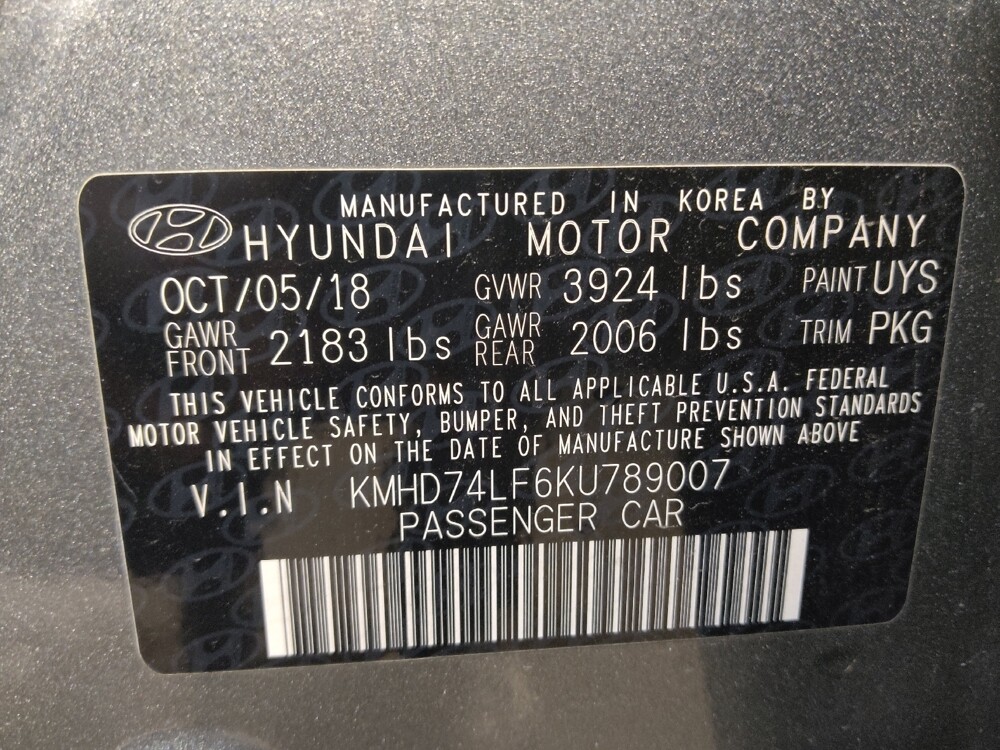 MANUFACTURED IN KOREA BY
HYUNDAI MOTOR COMPANY
OCT/05/18 GVWR 3924 lbs PAINT UYS
GAWR FRONT 2183 lbs GAWR REAR 2006 lbs TRIM PKG
THIS VEHICLE CONFORMS TO ALL APPLICABLE U.S.A. FEDERAL
MOTOR VEHICLE SAFETY, BUMPER, AND THEFT PREVENTION STANDARDS
IN EFFECT ON THE DATE OF MANUFACTURE SHOWN ABOVE
V.I.N KMHD74LF6KU789007
PASSENGER CAR